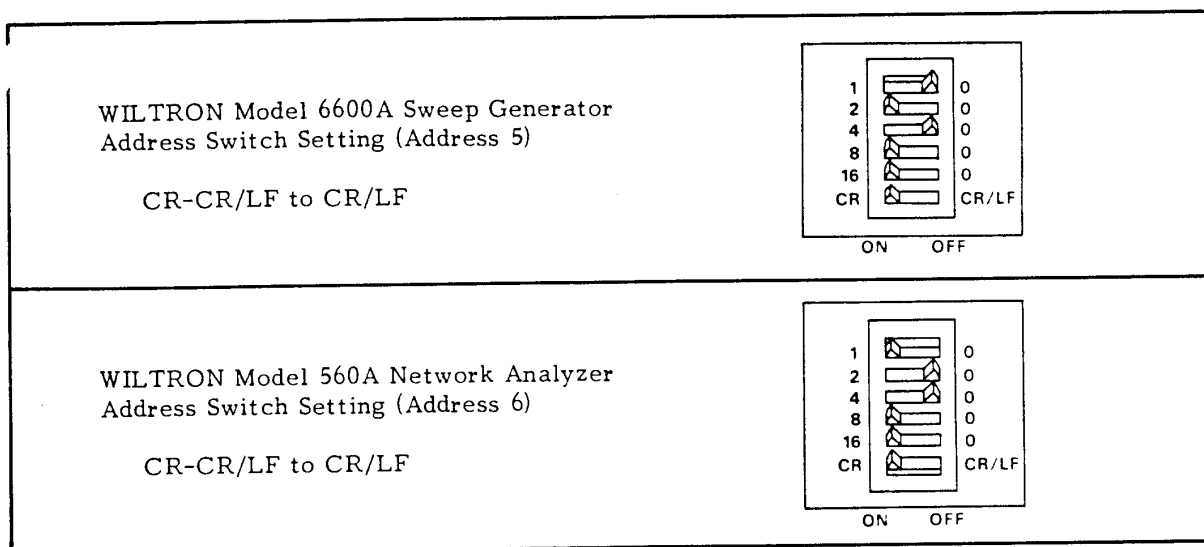 WILTRON Model 6600A Sweep Generator
Address Switch Setting (Address 5)
CR-CR/LF to CR/LF
1 0
2 0
4 0
8 0
16 0
CR CR/LF
ON OFF
WILTRON Model 560A Network Analyzer
Address Switch Setting (Address 6)
CR-CR/LF to CR/LF
1 0
2 0
4 0
8 0
16 0
CR CR/LF
ON OFF